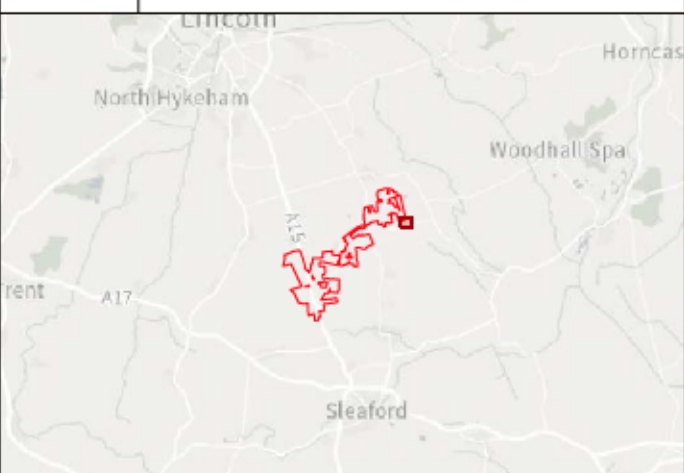 Lincoln
Horncas
North Hykeham
Woodhall Spa
A15
rent
A17
Sleaford